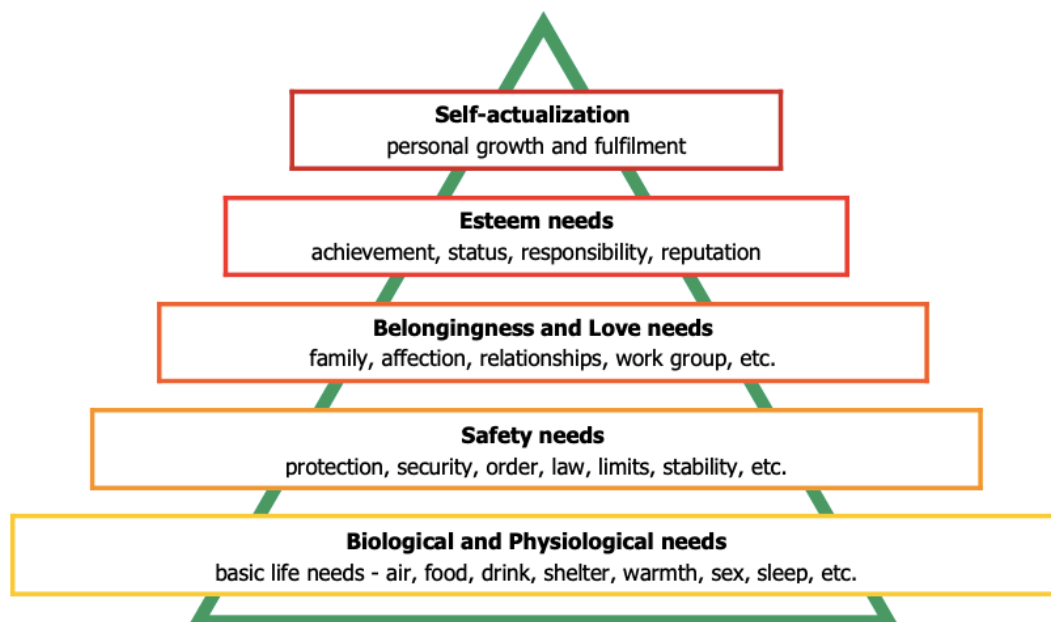 Self-actualization
personal growth and fulfilment
Esteem needs
achievement, status, responsibility, reputation
Belongingness and Love needs
family, affection, relationships, work group, etc.
Safety needs
protection, security, order, law, limits, stability, etc.
Biological and Physiological needs
basic life needs - air, food, drink, shelter, warmth, sex, sleep, etc.